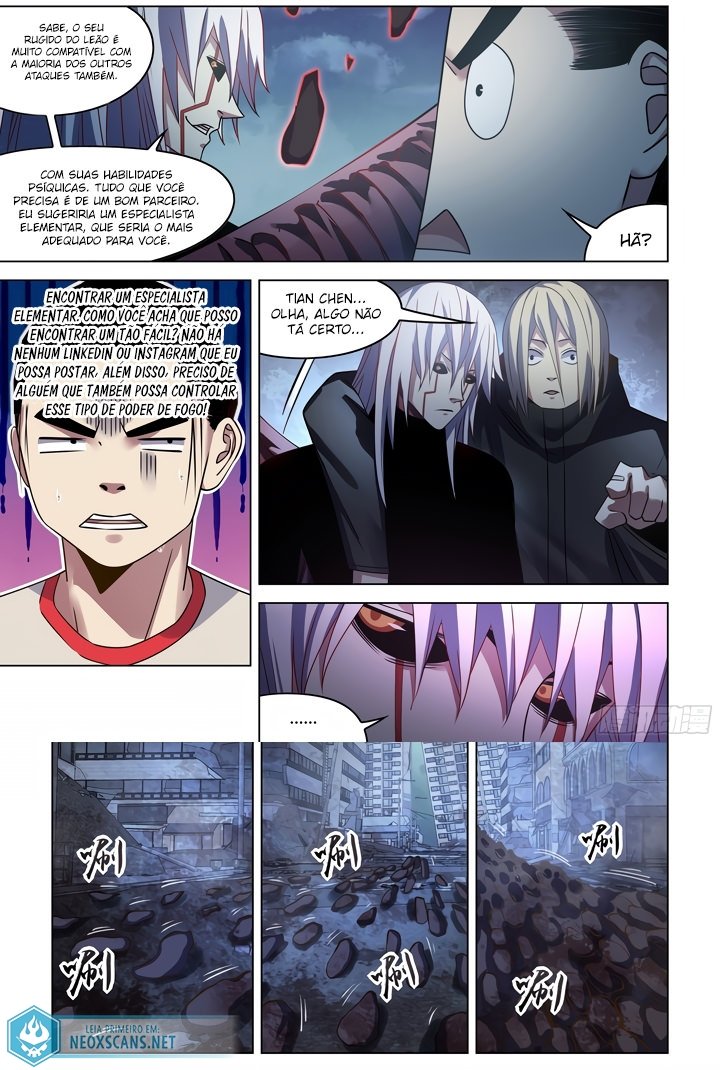 SABE, O SEU
RUGIDO DO LEÃO É
MUITO COMPATÍVEL COM
A MAIORIA DOS OUTROS
ATAQUES TAMBÉM.
COM SUAS HABILIDADES
PSÍQUICAS. TUDO QUE VOCÊ
PRECISA É DE UM BOM PARCEIRO.
EU SUGERIRIA UM ESPECIALISTA
ELEMENTAR, QUE SERIA O MAIS
ADEQUADO PARA VOCÊ.
HÃ?
ENCONTRAR UM ESPECIALISTA
ELEMENTAR. COMO VOCÊ ACHA QUE POSSO
ENCONTRAR UM TÃO FACIL? NÃO HÁ
NENHUM LINKEDIN OU INSTAGRAM QUE EU
POSSA POSTAR. ALÉM DISSO, PRECISO DE
ALGUÉM QUE TAMBÉM POSSA CONTROLAR
ESSE TIPO DE PODER DE FOGO!
TIAN CHEN...
OLHA, ALGO NÃO
TÁ CERTO...
......
唰
唰
唰
唰
唰
唰
LEIA PRIMEIRO EM:
NEOXSCANS.NET